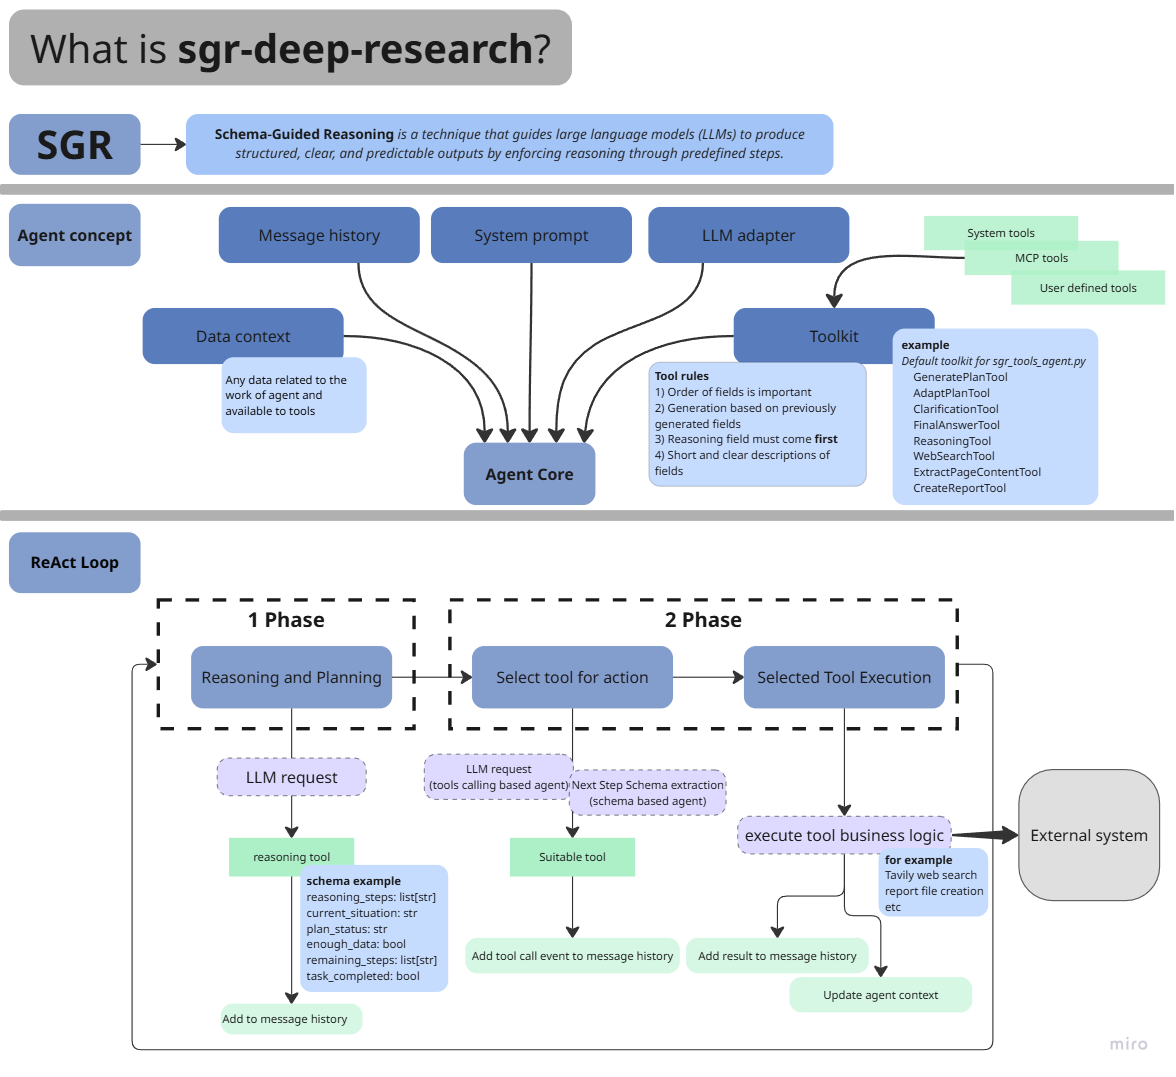 What is sgr-deep-research?
SGR
Schema-Guided Reasoning is a technique that guides large language models (LLMs) to produce
structured, clear, and predictable outputs by enforcing reasoning through predefined steps.
Agent concept
Message history
System prompt
LLM adapter
System tools
MCP tools
User defined tools
Data context
Any data related to the
work of agent and
available to tools
Toolkit
Tool rules
1) Order of fields is important
2) Generation based on previously
generated fields
3) Reasoning field must come first
4) Short and clear descriptions of
fields
example
Default toolkit for sgr_tools_agent.py
GeneratePlanTool
AdaptPlanTool
ClarificationTool
FinalAnswerTool
ReasoningTool
WebSearchTool
ExtractPageContentTool
CreateReportTool
Agent Core
ReAct Loop
1 Phase
Reasoning and Planning
2 Phase
Select tool for action
Selected Tool Execution
LLM request
reasoning tool
schema example
reasoning_steps: list[str]
current_situation: str
plan_status: str
enough_data: bool
remaining_steps: list[str]
task_completed: bool
Add to message history
LLM request
(tools calling based agent)
Next Step Schema extraction
(schema based agent)
Suitable tool
Add tool call event to message history
execute tool business logic
for example
Tavily web search
report file creation
etc
External system
Add result to message history
Update agent context
miro